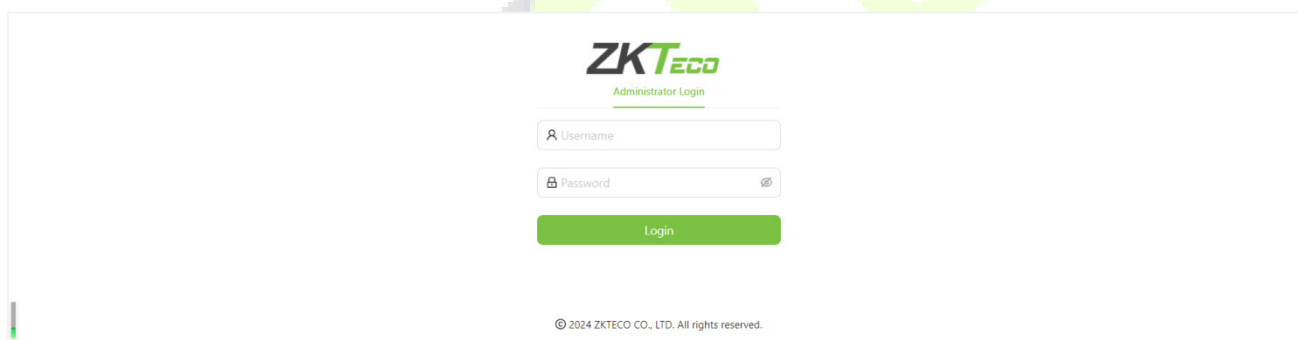 ZKTECO
Administrator Login
Username
Password
Login
© 2024 ZKTECO CO., LTD. All rights reserved.